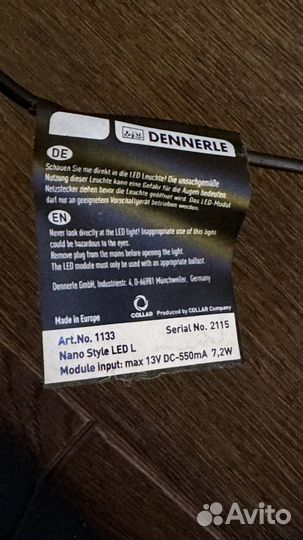 DENNERLE
DE
Schauen Sie nie direkt in die LED Leuchte! Die unsachgemäße
Nutzung dieser Leuchte kann eine Gefahr für die Augen bedeuten.
Netzstecker ziehen bevor die Leuchte geöffnet wird. Das LED-Modul
darf nur an geeignetem Vorschaltgerät betrieben werden.
EN
Never look directly at the LED light! Inappropriate use of this light
could be hazardous to the eyes.
Remove plug from the mains before opening the light.
The LED module must only be used with an appropriate ballast.
Dennerle GmbH, Industriestr. 4, D-66981 Münchweiler, Germany
Made in Europe
COLLAR
Produced by COLLAR Company
Art.No. 1133
Serial No. 2115
Nano Style LED L
Module input: max 13V DC-550mA 7,2W
Avito